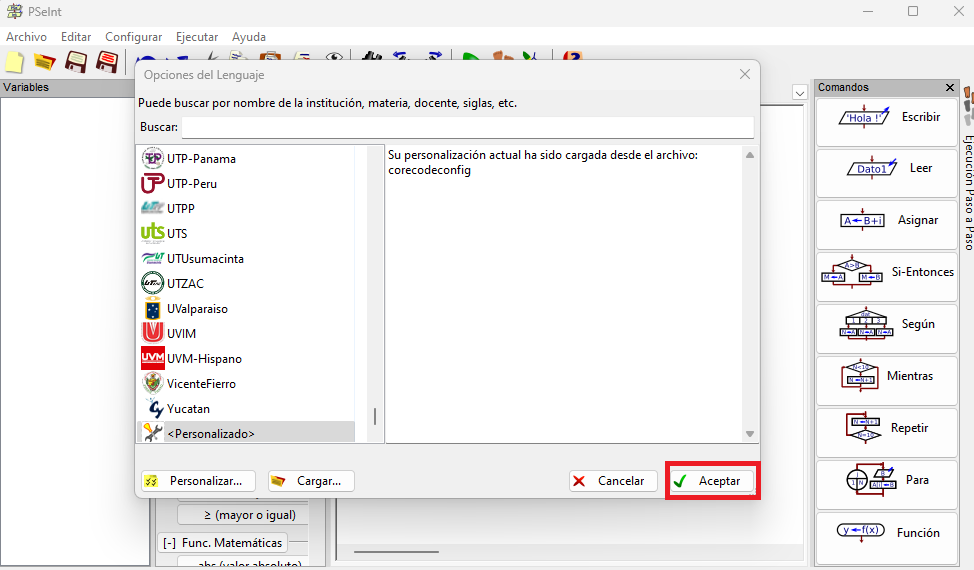 PSeInt
Archivo Editar Configurar Ejecutar Ayuda
Variables
Opciones del Lenguaje
Puede buscar por nombre de la institución, materia, docente, siglas, etc.
Buscar:
UTP-Panama
UTP-Peru
UTPP
UTS
UTUsumacinta
UTZAC
UValparaiso
UVIM
UVM-Hispano
VicenteFierro
Yucatan
<Personalizado>
Su personalización actual ha sido cargada desde el archivo:
corecodeconfig
Personalizar...
Cargar...
Cancelar
Aceptar
≥ (mayor o igual)
[-] Func. Matemáticas
abs (valor absoluto)
Comandos
'Hola !' Escribir
Dato1 Leer
A←B+i Asignar
A>B
M←A M←B Si-Entonces
Según
Mientras
Repetir
Para
y←f(x) Función
Ejecución Paso a Paso